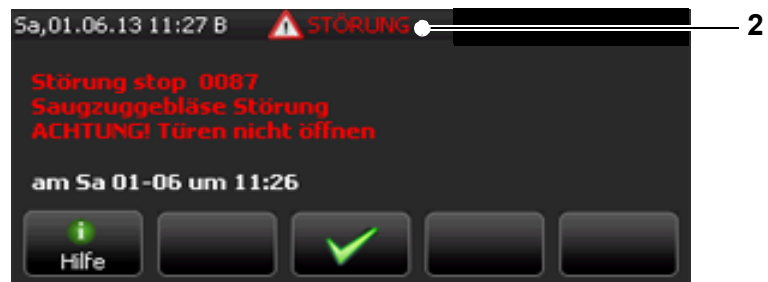 Sa,01.06.13 11:27 B STÖRUNG 2
Störung stop 0087
Saugzuggebläse Störung
ACHTUNG! Türen nicht öffnen
am Sa 01-06 um 11:26
i
Hilfe